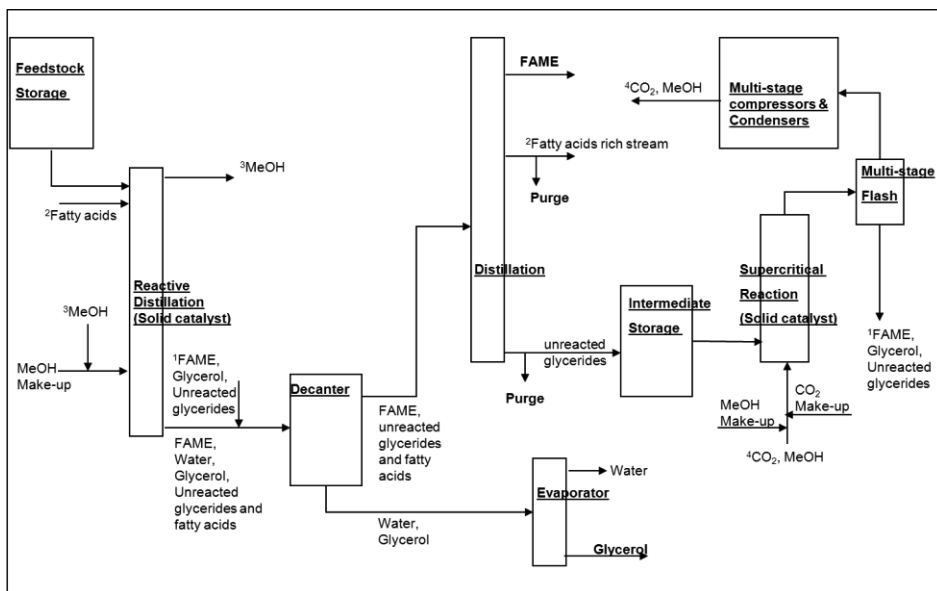 Feedstock
Storage
²Fatty acids
³MeOH
MeOH
Make-up
³MeOH
Reactive
Distillation
(Solid catalyst)
¹FAME,
Glycerol,
Unreacted
glycerides
FAME,
Water,
Glycerol,
Unreacted
glycerides and
fatty acids
Decanter
FAME,
unreacted
glycerides
and fatty
acids
Water,
Glycerol
Distillation
FAME
²Fatty acids rich stream
Purge
unreacted
glycerides
Purge
Evaporator
Water
Glycerol
Intermediate
Storage
Supercritical
Reaction
(Solid catalyst)
MeOH
Make-up
CO₂
Make-up
⁴CO₂, MeOH
Multi-stage
Flash
¹FAME,
Glycerol,
Unreacted
glycerides
Multi-stage
compressors &
Condensers
⁴CO₂, MeOH